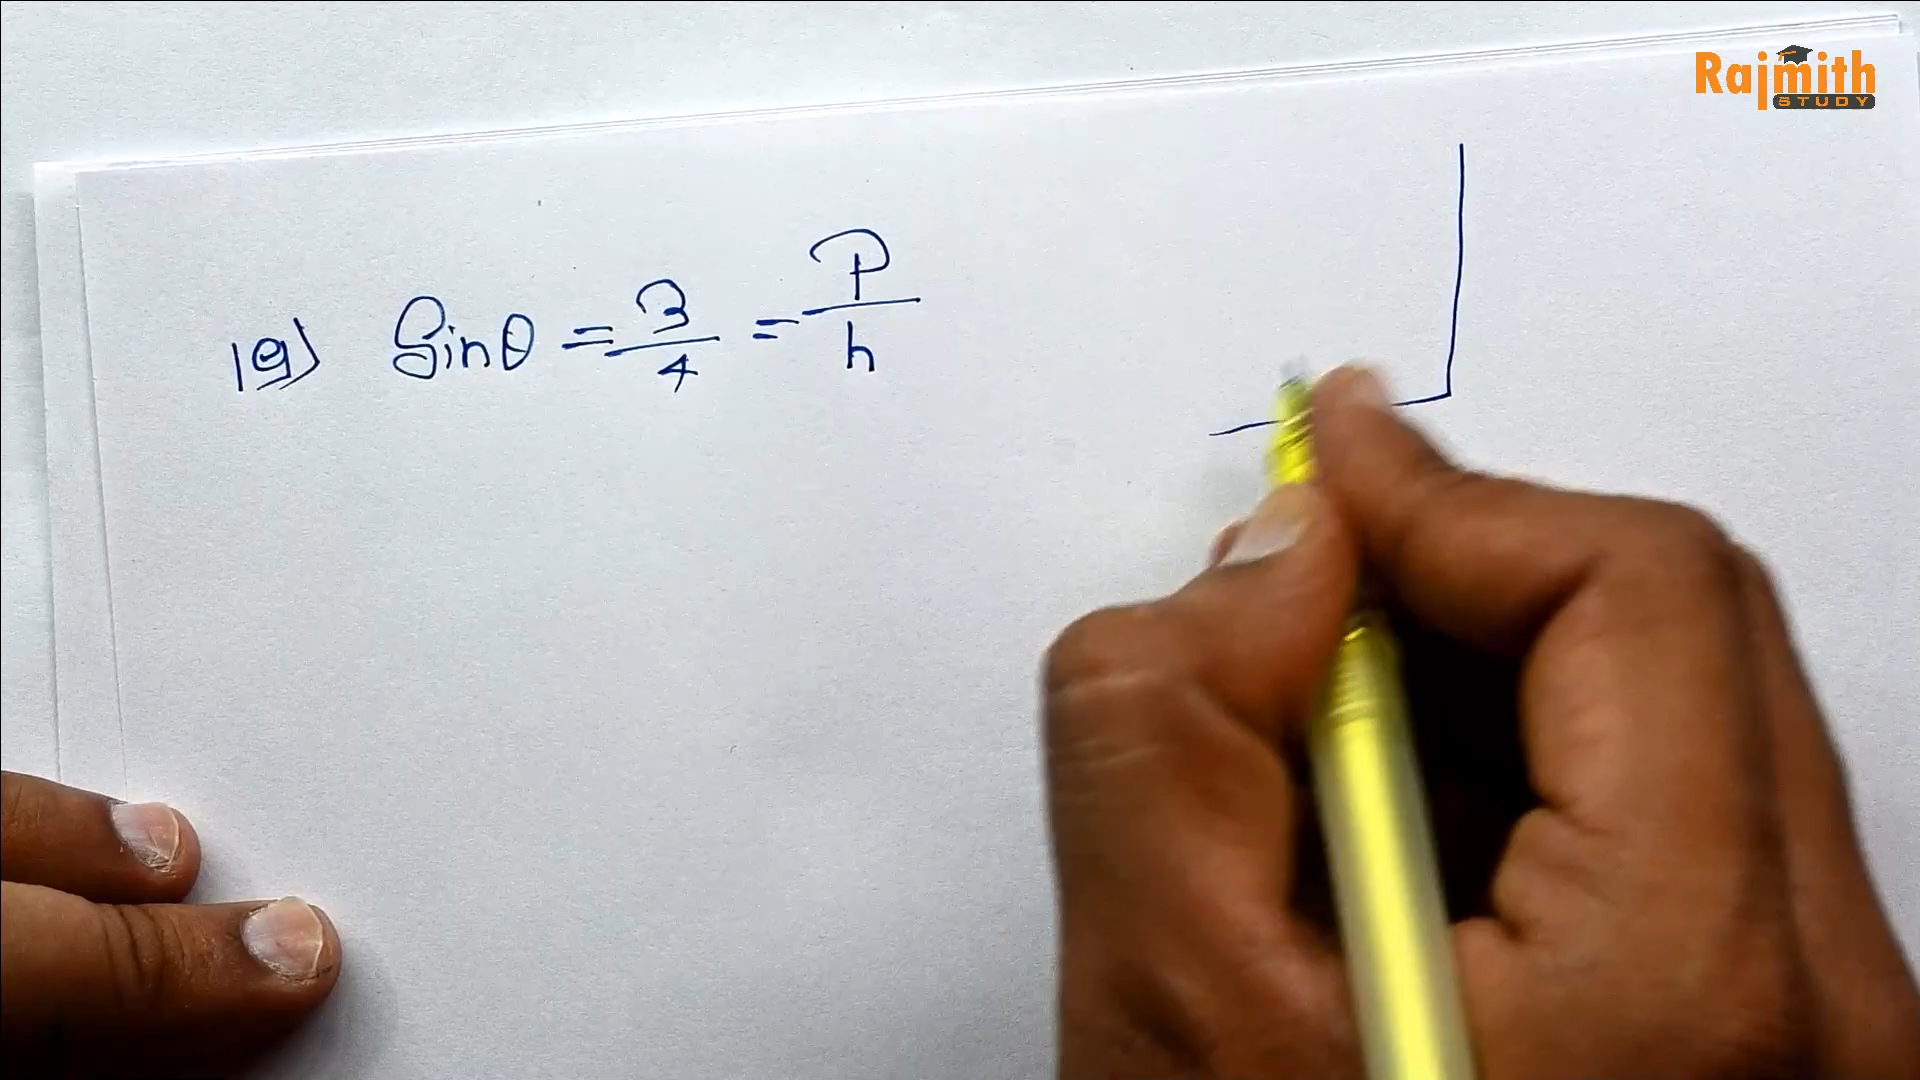 Rajmith
STUDY
19) Sinθ = 3/4 = P/h